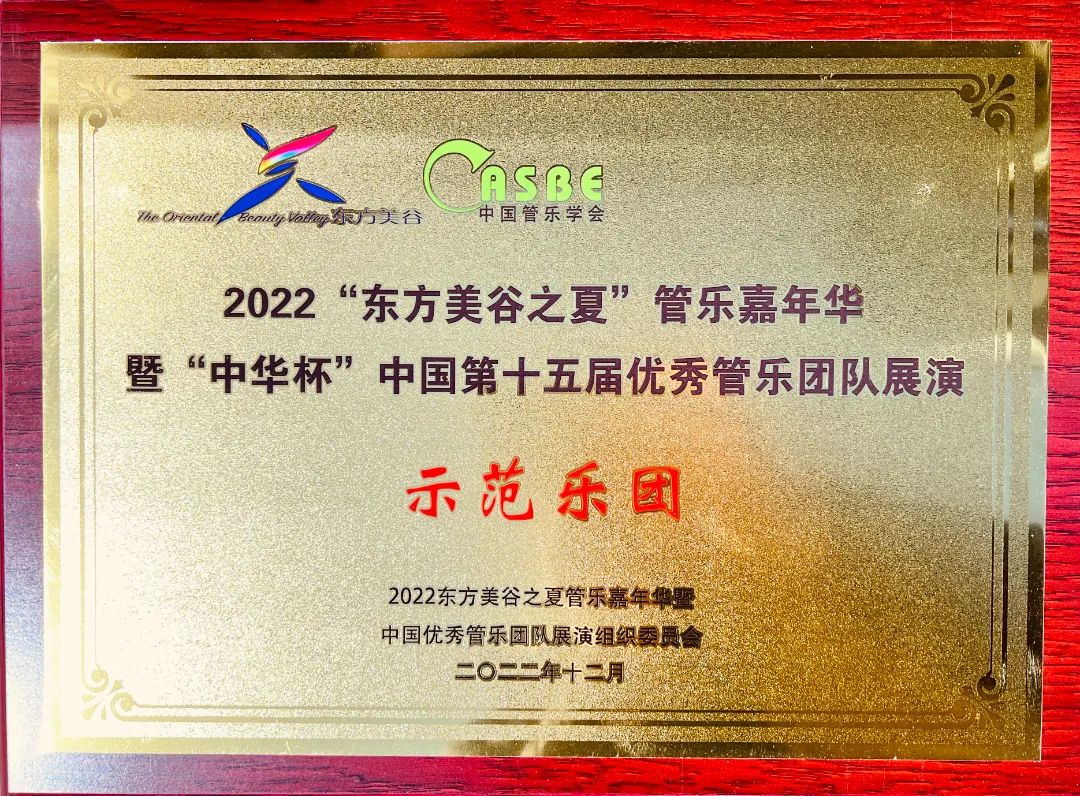 The Oriental Beauty Valley 东方美谷
CASBE
中国管乐学会
2022“东方美谷之夏”管乐嘉年华
暨“中华杯”中国第十五届优秀管乐团队展演
示范乐团
2022东方美谷之夏管乐嘉年华暨
中国优秀管乐团队展演组织委员会
二〇二二年十二月